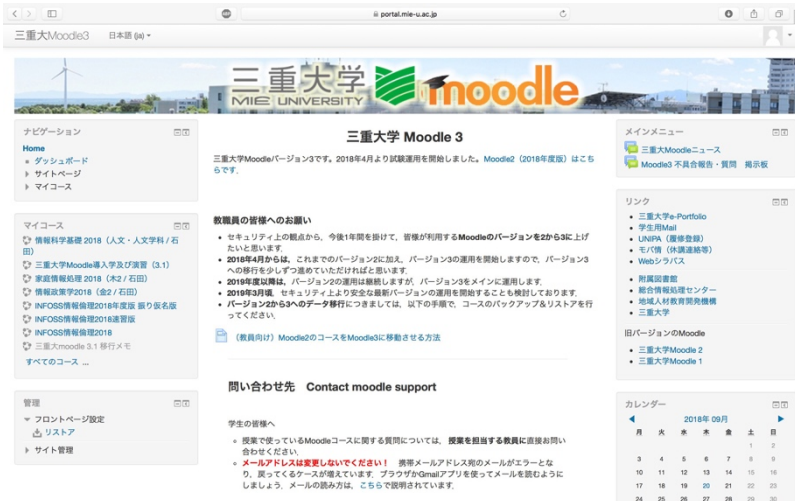 portal.mie-u.ac.jp
三重大Moodle3 日本語 (ja)
三重大学 moodle
MIE UNIVERSITY
ナビゲーション
Home
ダッシュボード
サイトページ
マイコース
マイコース
情報科学基礎 2018（人文・人文学科 / 石
田）
三重大学Moodle導入学及び演習（3.1）
家庭情報処理 2018（木2 / 石田）
情報政策学2018（金2 / 石田）
INFOSS情報倫理2018年度版 振り仮名版
INFOSS情報倫理2018速習版
INFOSS情報倫理2018
三重大moodle 3.1 移行メモ
すべてのコース ...
管理
フロントページ設定
リストア
サイト管理
三重大学 Moodle 3
三重大学Moodleバージョン3です。2018年4月より試験運用を開始しました。Moodle2（2018年度版）はこち
らです．
教職員の皆様へのお願い
セキュリティ上の観点から，今後1年間を掛けて，皆様が利用するMoodleのバージョンを2から3に上げ
たいと思います．
2018年4月からは，これまでのバージョン2に加え，バージョン3の運用を開始しますので，バージョン3
への移行を少しずつ進めていただければと思います．
2019年度以降は，バージョン2の運用は継続しますが，バージョン3をメインに運用します．
2019年3月頃，セキュリティ上より安全な最新バージョンの運用を開始することも検討しております．
バージョン2から3へのデータ移行につきましては，以下の手順で，コースのバックアップ＆リストアを行
ってください．
（教員向け）Moodle2のコースをMoodle3に移動させる方法
問い合わせ先 Contact moodle support
学生の皆様へ
授業で使っているMoodleコースに関する質問については，授業を担当する教員に直接お問い
合わせください．
メールアドレスは変更しないでください！ 携帯メールアドレス宛のメールがエラーとな
り，戻ってくるケースが増えています．ブラウザかGmailアプリを使ってメールを読むように
しましょう．メールの読み方は，こちらで説明されています．
メインメニュー
三重大Moodleニュース
Moodle3 不具合報告・質問 掲示板
リンク
三重大学e-Portfolio
学生用Mail
UNIPA（履修登録）
モバ情（休講連絡等）
Webシラバス
附属図書館
総合情報処理センター
地域人材教育開発機構
三重大学
旧バージョンのMoodle
三重大学Moodle 2
三重大学Moodle 1
カレンダー
2018年 09月
月 火 水 木 金 土 日
1 2
3 4 5 6 7 8 9
10 11 12 13 14 15 16
17 18 19 20 21 22 23
24 25 26 27 28 29 30